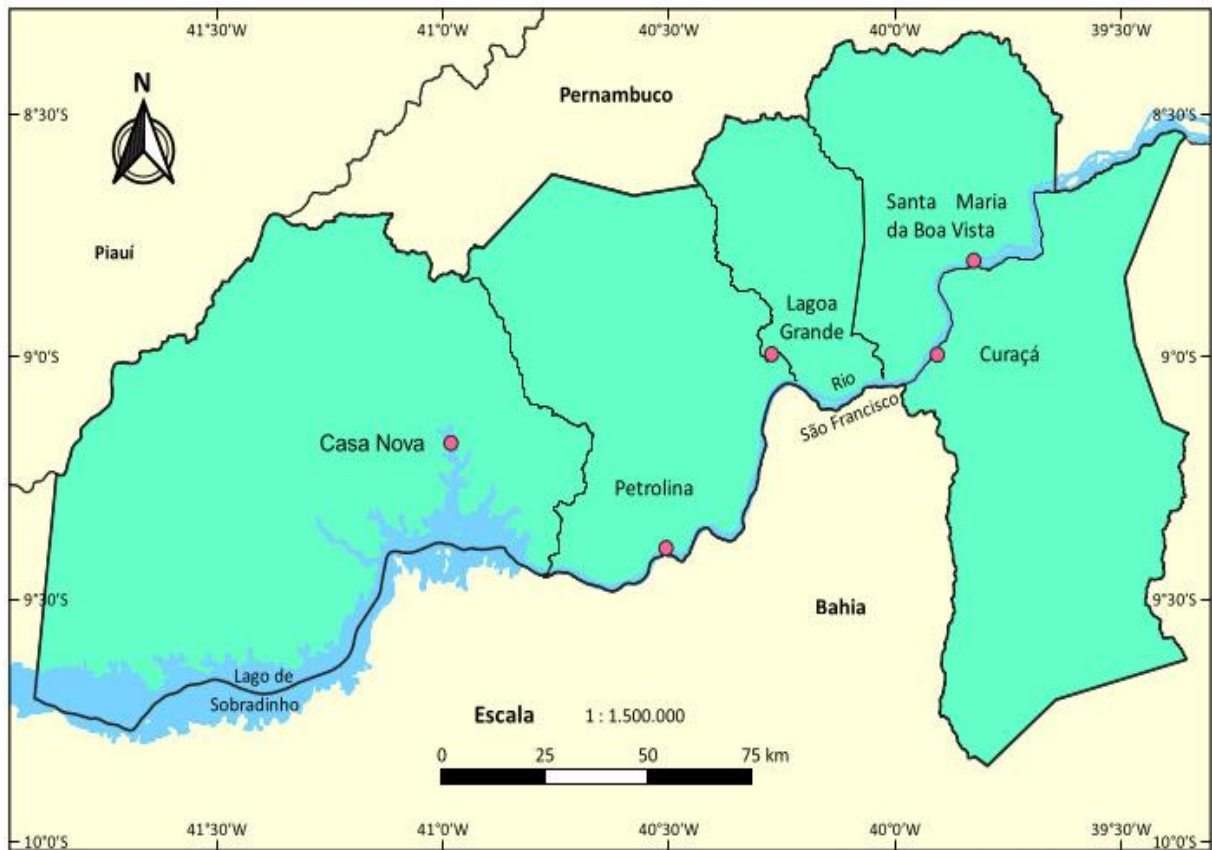 41°30'W 41°0'W 40°30'W 40°0'W 39°30'W
N
Pernambuco
8°30'S 8°30'S
Santa Maria
da Boa Vista
Piauí
Lagoa
Grande
9°0'S Curaçá 9°0'S
Rio
São Francisco
Casa Nova
Petrolina
9°30'S 9°30'S
Bahia
Lago de
Sobradinho
Escala 1 : 1.500.000
0 25 50 75 km
41°30'W 41°0'W 40°30'W 40°0'W 39°30'W
10°0'S 10°0'S